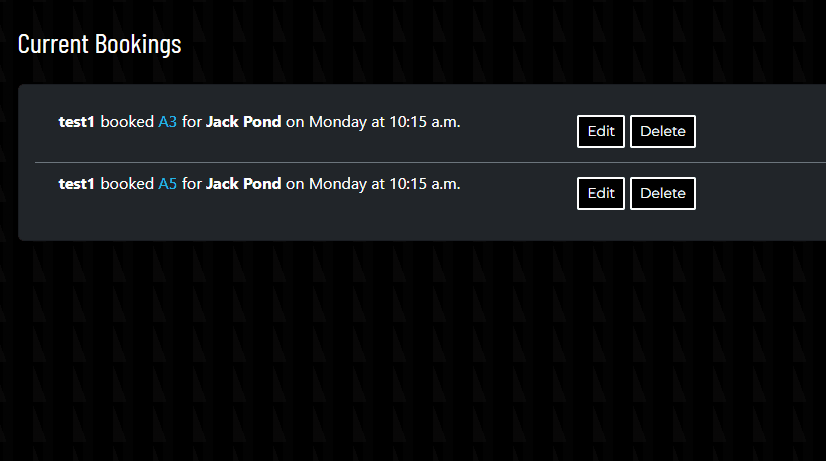 Current Bookings
test1 booked A3 for Jack Pond on Monday at 10:15 a.m. Edit Delete
test1 booked A5 for Jack Pond on Monday at 10:15 a.m. Edit Delete